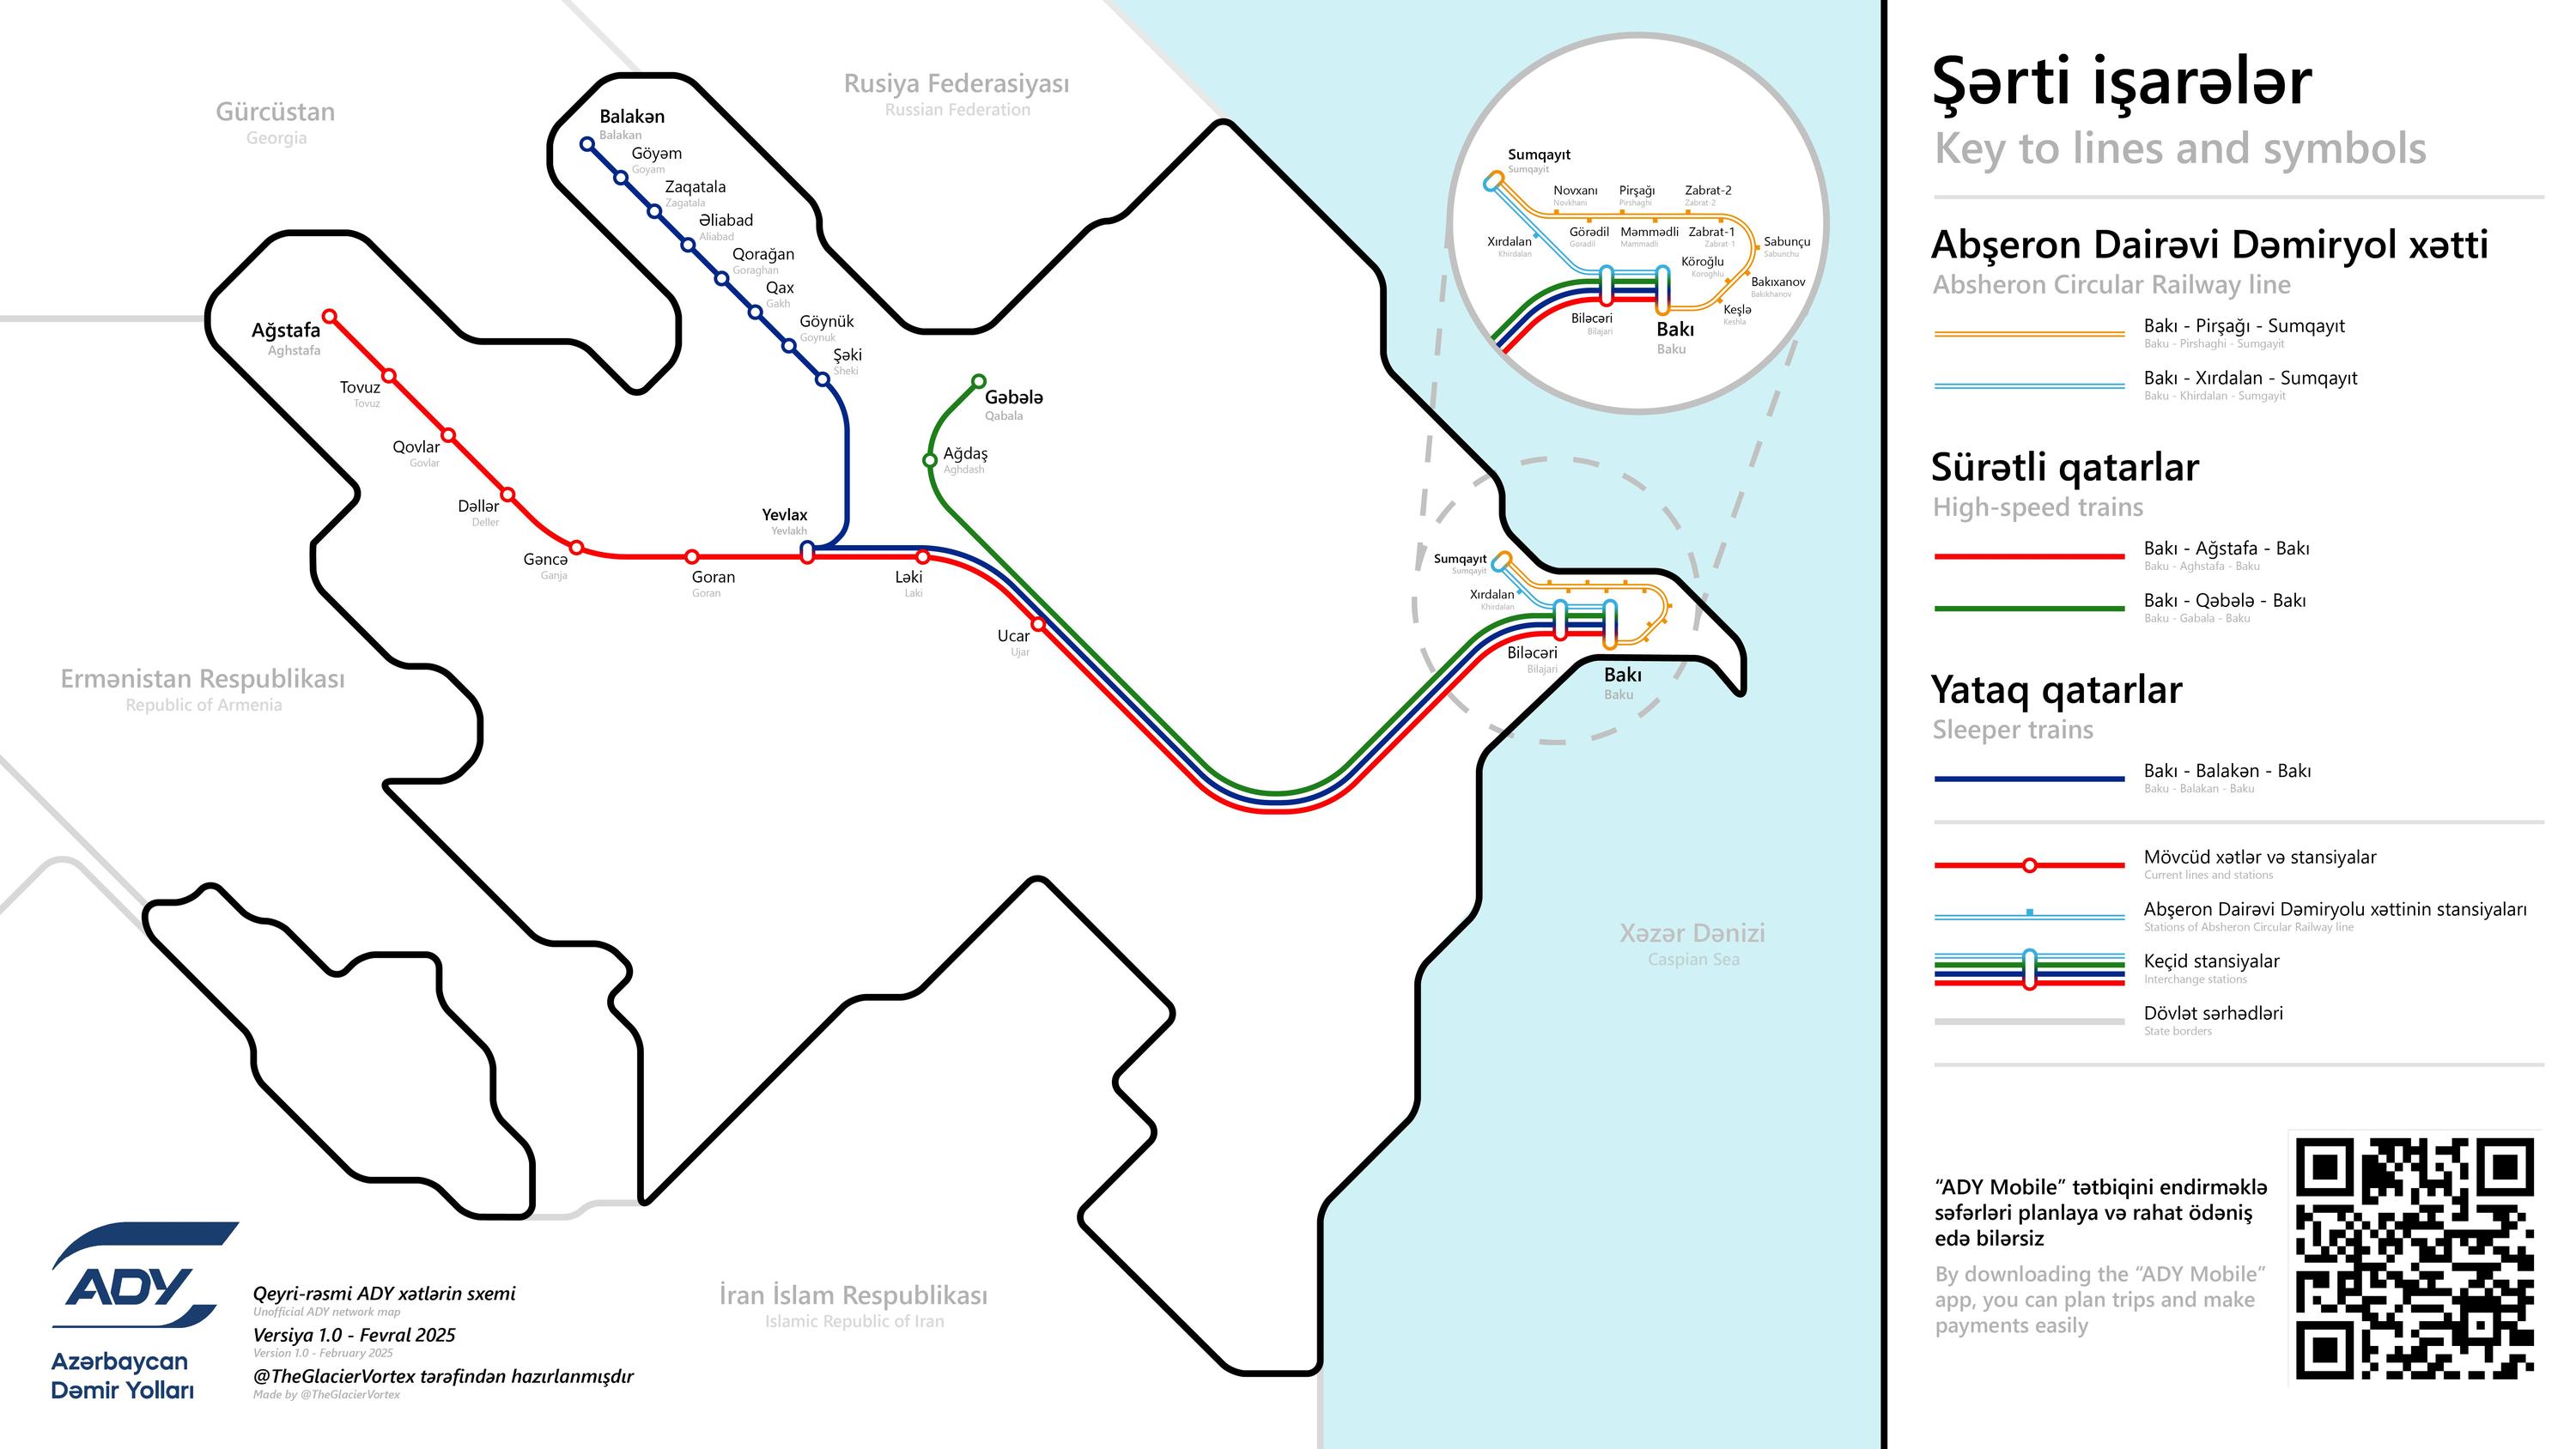 Gürcüstan
Georgia
Rusiya Federasiyası
Russian Federation
Ermənistan Respublikası
Republic of Armenia
İran İslam Respublikası
Islamic Republic of Iran
Xəzər Dənizi
Caspian Sea
Balakən
Balakan
Göyəm
Goyam
Zaqatala
Zagatala
Əliabad
Aliabad
Qorağan
Goraghan
Qax
Gakh
Göynük
Goynuk
Şəki
Sheki
Ağstafa
Aghstafa
Tovuz
Tovuz
Qovlar
Govlar
Dəllər
Deller
Gəncə
Ganja
Goran
Goran
Yevlax
Yevlakh
Ləki
Laki
Ucar
Ujar
Gəbələ
Qabala
Ağdaş
Aghdash
Sumqayıt
Sumqayit
Xırdalan
Khirdalan
Biləcəri
Bilajari
Bakı
Baku
Sumqayıt
Sumqayit
Novxanı
Novkhani
Pirşağı
Pirshaghi
Zabrat-2
Zabrat-2
Görədil
Goradil
Məmmədli
Mammadli
Zabrat-1
Zabrat-1
Sabunçu
Sabunchu
Xırdalan
Khirdalan
Köroğlu
Koroghlu
Bakıxanov
Bakikhanov
Keşlə
Keshla
Biləcəri
Bilajari
Bakı
Baku
ADY
Azərbaycan
Dəmir Yolları
Qeyri-rəsmi ADY xətlərin sxemi
Unofficial ADY network map
Versiya 1.0 - Fevral 2025
Version 1.0 - February 2025
@TheGlacierVortex tərəfindən hazırlanmışdır
Made by @TheGlacierVortex
Şərti işarələr
Key to lines and symbols
Abşeron Dairəvi Dəmiryol xətti
Absheron Circular Railway line
Bakı - Pirşağı - Sumqayıt
Baku - Pirshaghi - Sumgayit
Bakı - Xırdalan - Sumqayıt
Baku - Khirdalan - Sumgayit
Sürətli qatarlar
High-speed trains
Bakı - Ağstafa - Bakı
Baku - Aghstafa - Baku
Bakı - Qəbələ - Bakı
Baku - Gabala - Baku
Yataq qatarlar
Sleeper trains
Bakı - Balakən - Bakı
Baku - Balakan - Baku
Mövcüd xətlər və stansiyalar
Current lines and stations
Abşeron Dairəvi Dəmiryolu xəttinin stansiyaları
Stations of Absheron Circular Railway line
Keçid stansiyalar
Interchange stations
Dövlət sərhədləri
State borders
“ADY Mobile” tətbiqini endirməklə
səfərləri planlaya və rahat ödəniş
edə bilərsiz
By downloading the “ADY Mobile”
app, you can plan trips and make
payments easily